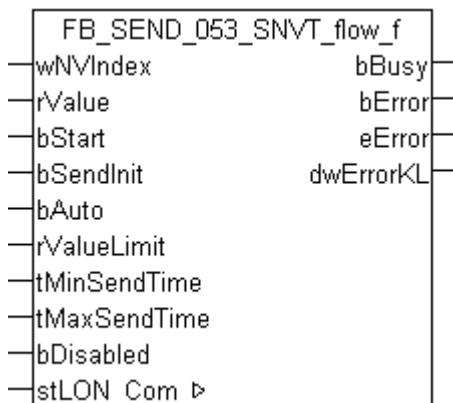 FB_SEND_053_SNVT_flow_f
wNVIndex bBusy
rValue bError
bStart eError
bSendInit dwErrorKL
bAuto
rValueLimit
tMinSendTime
tMaxSendTime
bDisabled
stLON_Com ▷